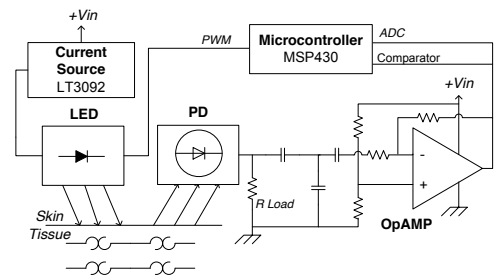 +Vin
Current
Source
LT3092
LED
PWM
Microcontroller
MSP430
ADC
Comparator
PD
+Vin
R Load
-
+
OpAMP
Skin
Tissue